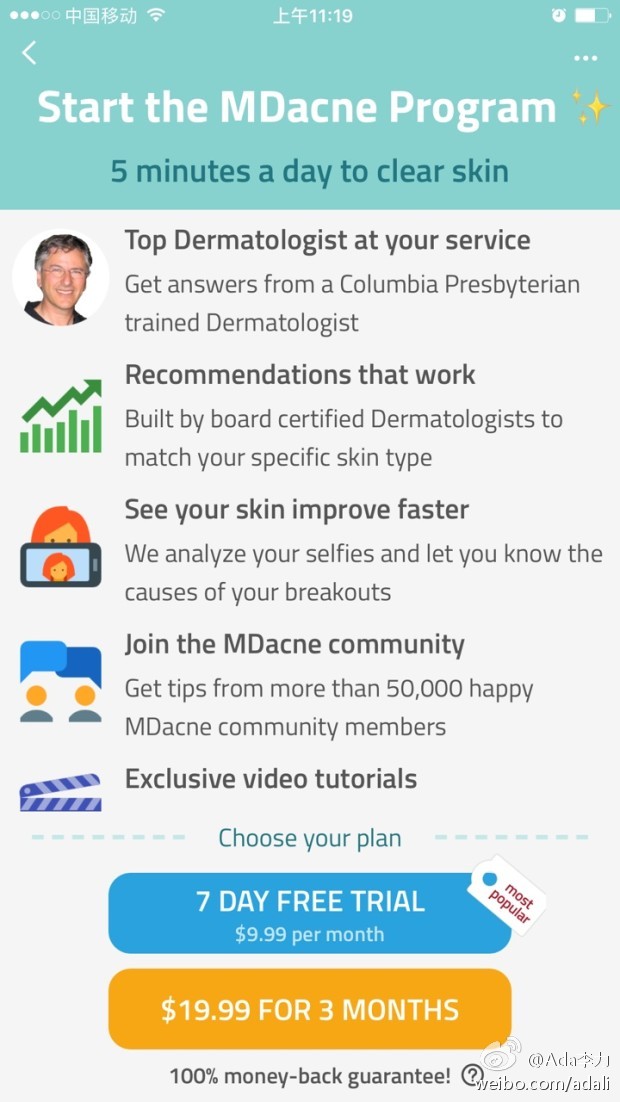 中国移动 上午11:19
Start the MDacne Program
5 minutes a day to clear skin
Top Dermatologist at your service
Get answers from a Columbia Presbyterian
trained Dermatologist
Recommendations that work
Built by board certified Dermatologists to
match your specific skin type
See your skin improve faster
We analyze your selfies and let you know the
causes of your breakouts
Join the MDacne community
Get tips from more than 50,000 happy
MDacne community members
Exclusive video tutorials
Choose your plan
7 DAY FREE TRIAL
$9.99 per month
most
popular
$19.99 FOR 3 MONTHS
100% money-back guarantee! ?
@Ada李力
weibo.com/adali